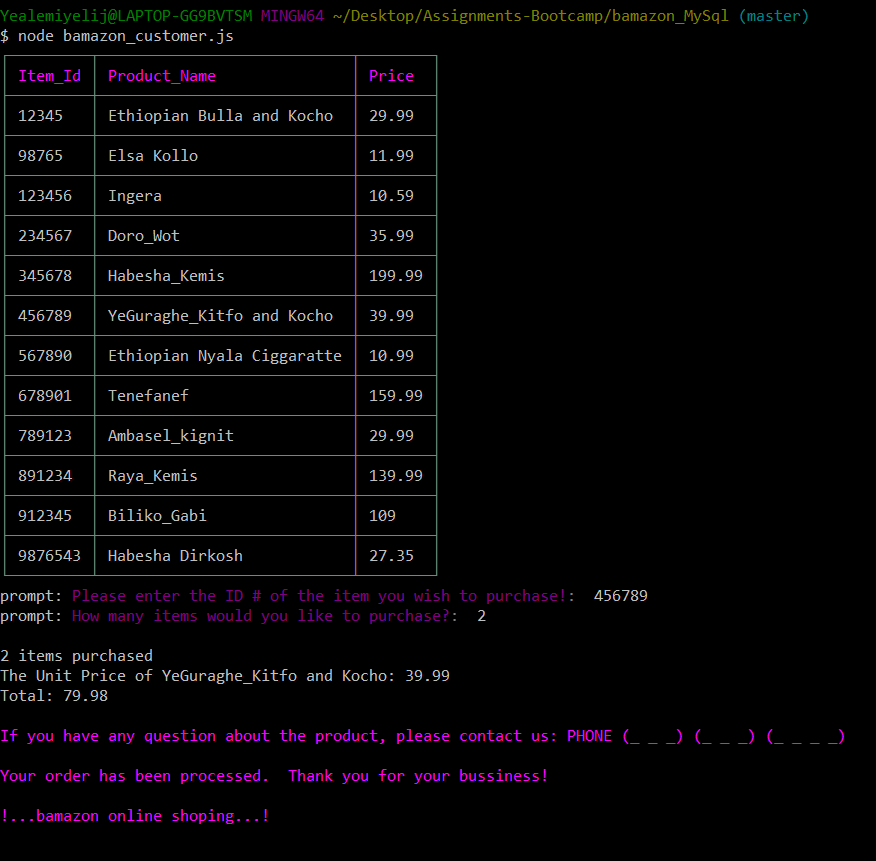 Yealemiyelij@LAPTOP-GG9BVTSM MINGW64 ~/Desktop/Assignments-Bootcamp/bamazon_MySql (master)
$ node bamazon_customer.js
Item_Id Product_Name Price
12345 Ethiopian Bulla and Kocho 29.99
98765 Elsa Kollo 11.99
123456 Ingera 10.59
234567 Doro_Wot 35.99
345678 Habesha_Kemis 199.99
456789 YeGuraghe_Kitfo and Kocho 39.99
567890 Ethiopian Nyala Ciggaratte 10.99
678901 Tenefanef 159.99
789123 Ambasel_kignit 29.99
891234 Raya_Kemis 139.99
912345 Biliko_Gabi 109
9876543 Habesha Dirkosh 27.35
prompt: Please enter the ID # of the item you wish to purchase!:  456789
prompt: How many items would you like to purchase?:  2
2 items purchased
The Unit Price of YeGuraghe_Kitfo and Kocho: 39.99
Total: 79.98
If you have any question about the product, please contact us: PHONE (_ _ _) (_ _ _) (_ _ _ _)
Your order has been processed.  Thank you for your bussiness!
!...bamazon online shoping...!